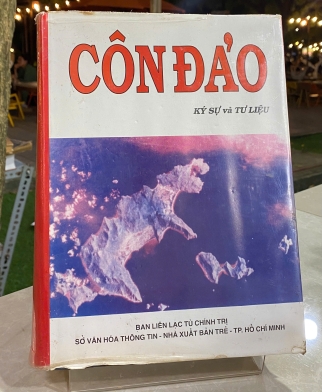 CÔN ĐẢO
KÝ SỰ và TƯ LIỆU
BAN LIÊN LẠC TÙ CHÍNH TRỊ
SỞ VĂN HÓA THÔNG TIN - NHÀ XUẤT BẢN TRẺ - TP. HỒ CHÍ MINH